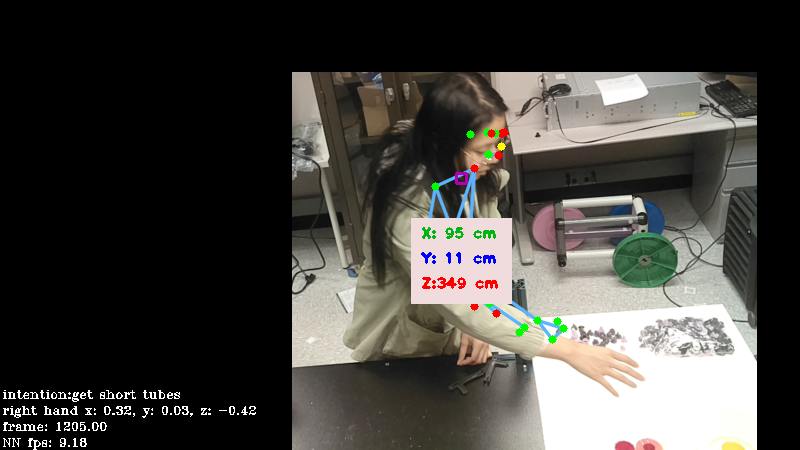 X: 95 cm
Y: 11 cm
Z:349 cm
intention:get short tubes
right hand x: 0.32, y: 0.03, z: -0.42
frame: 1205.00
NN fps: 9.18